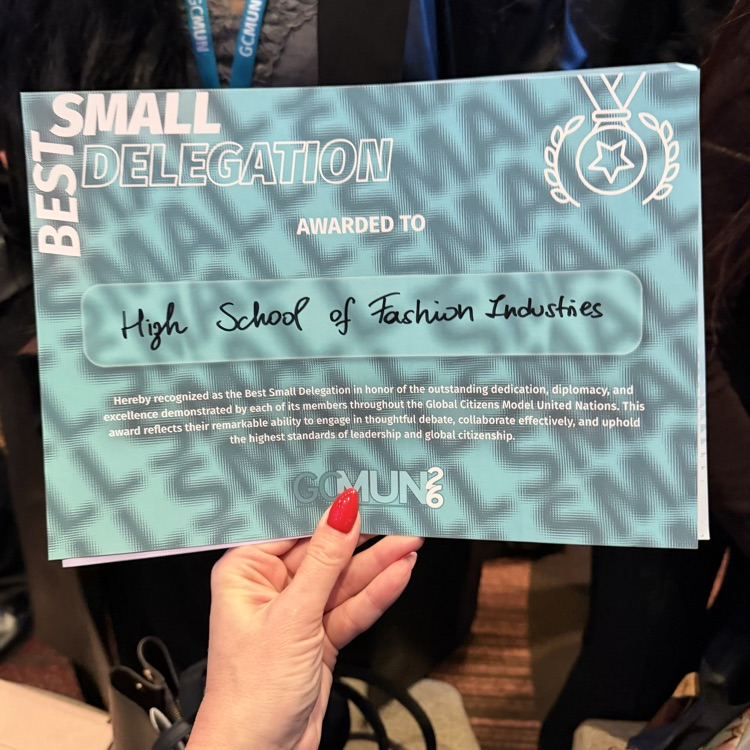 GCMUN
GCMUN
BEST
SMALL
DELEGATION
AWARDED TO
High School of Fashion Industries
Hereby recognized as the Best Small Delegation in honor of the outstanding dedication, diplomacy, and
excellence demonstrated by each of its members throughout the Global Citizens Model United Nations. This
award reflects their remarkable ability to engage in thoughtful debate, collaborate effectively, and uphold
the highest standards of leadership and global citizenship.
GCMUN26